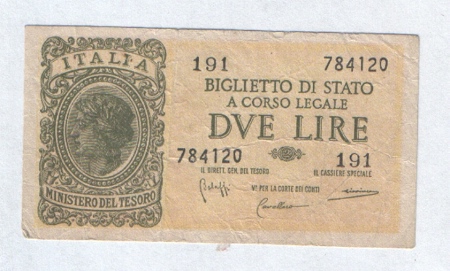 ITALIA
MINISTERO DEL TESORO
191 784120
BIGLIETTO DI STATO
A CORSO LEGALE
DVE LIRE
784120 191
IL DIRETT. GEN. DEL TESORO IL CASSIERE SPECIALE
Vº PER LA CORTE DEI CONTI